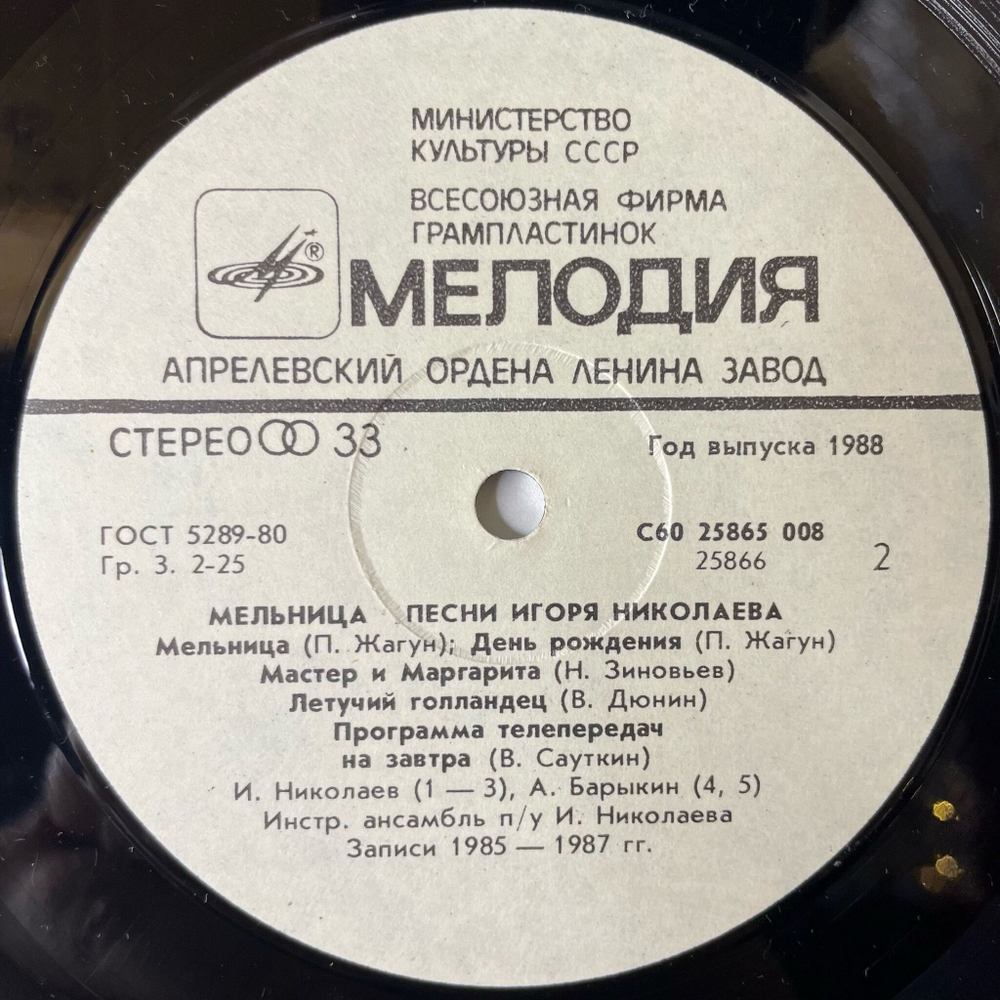 МИНИСТЕРСТВО
КУЛЬТУРЫ СССР
ВСЕСОЮЗНАЯ ФИРМА
ГРАМПЛАСТИНОК
®
МЕЛОДИЯ
АПРЕЛЕВСКИЙ ОРДЕНА ЛЕНИНА ЗАВОД
СТЕРЕО 33
Год выпуска 1988
ГОСТ 5289-80
Гр. 3. 2-25
С60 25865 008
25866
2
МЕЛЬНИЦА ПЕСНИ ИГОРЯ НИКОЛАЕВА
Мельница (П. Жагун); День рождения (П. Жагун)
Мастер и Маргарита (Н. Зиновьев)
Летучий голландец (В. Дюнин)
Программа телепередач
на завтра (В. Сауткин)
И. Николаев (1 — 3), А. Барыкин (4, 5)
Инстр. ансамбль п/у И. Николаева
Записи 1985 — 1987 гг.